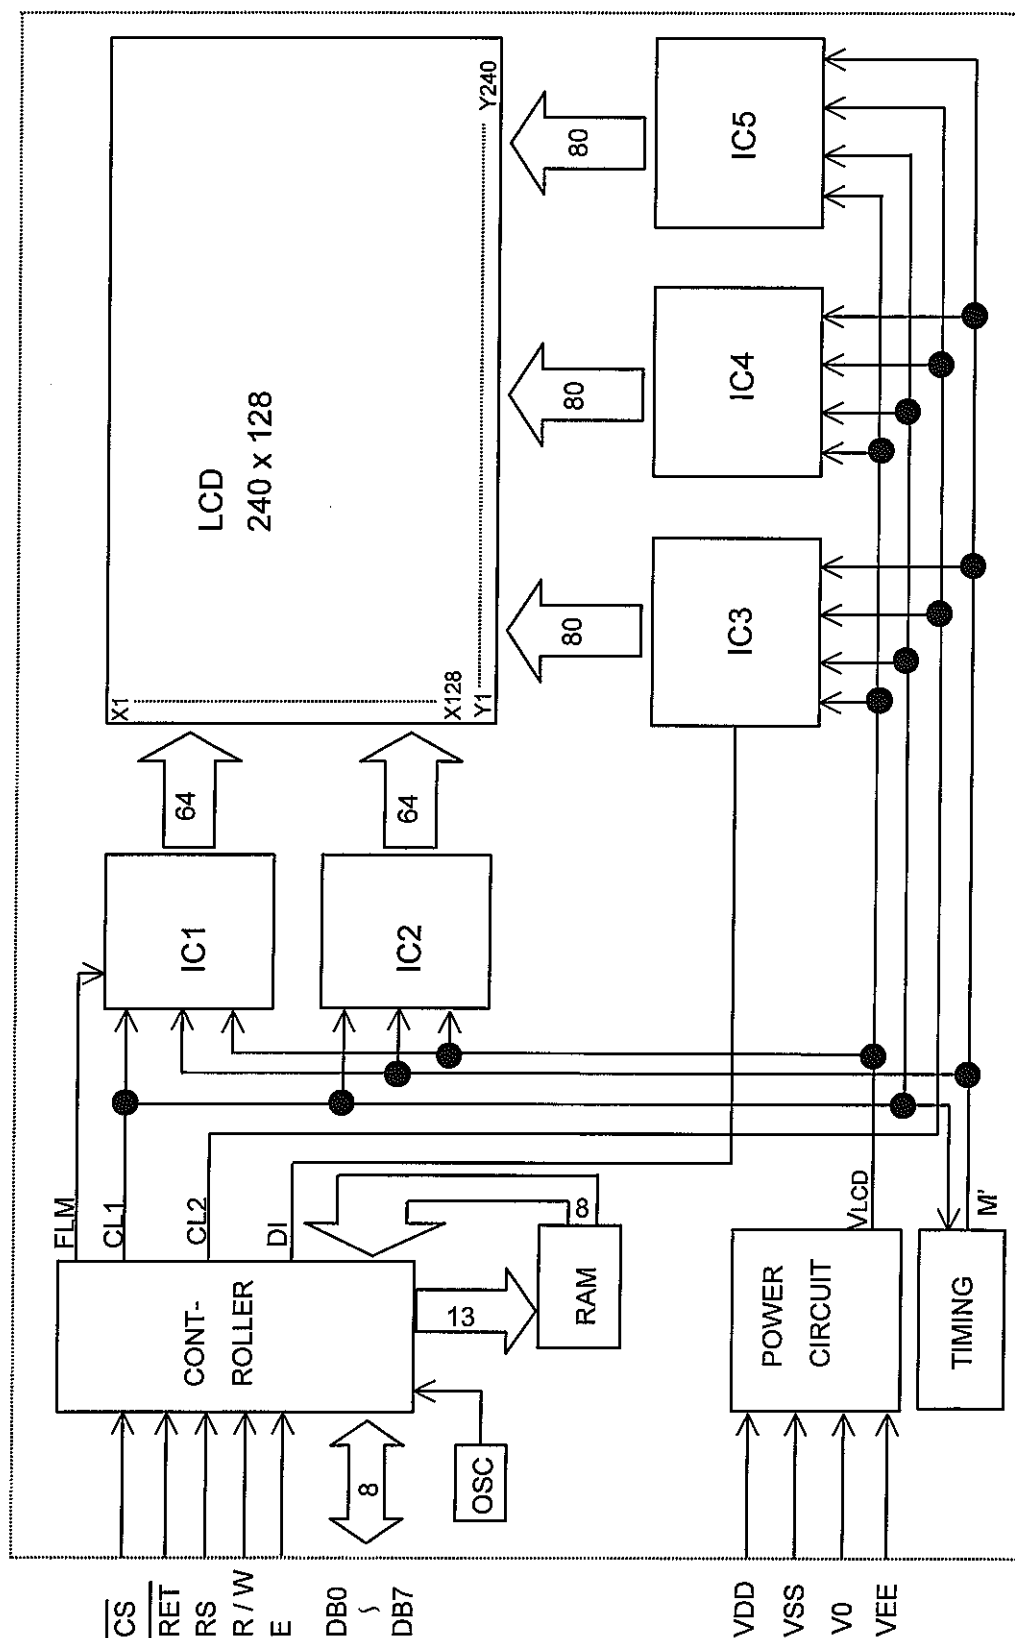 CS
RET
RS
R / W
E
DB0
∼
DB7
VDD
VSS
V0
VEE
8
OSC
CONT-
ROLLER
13
RAM
8
FLM
CL1
CL2
DI
POWER
CIRCUIT
VLCD
TIMING
M'
IC1
IC2
64
64
X1
X128
Y1
Y240
LCD
240 x 128
80
80
80
IC3
IC4
IC5